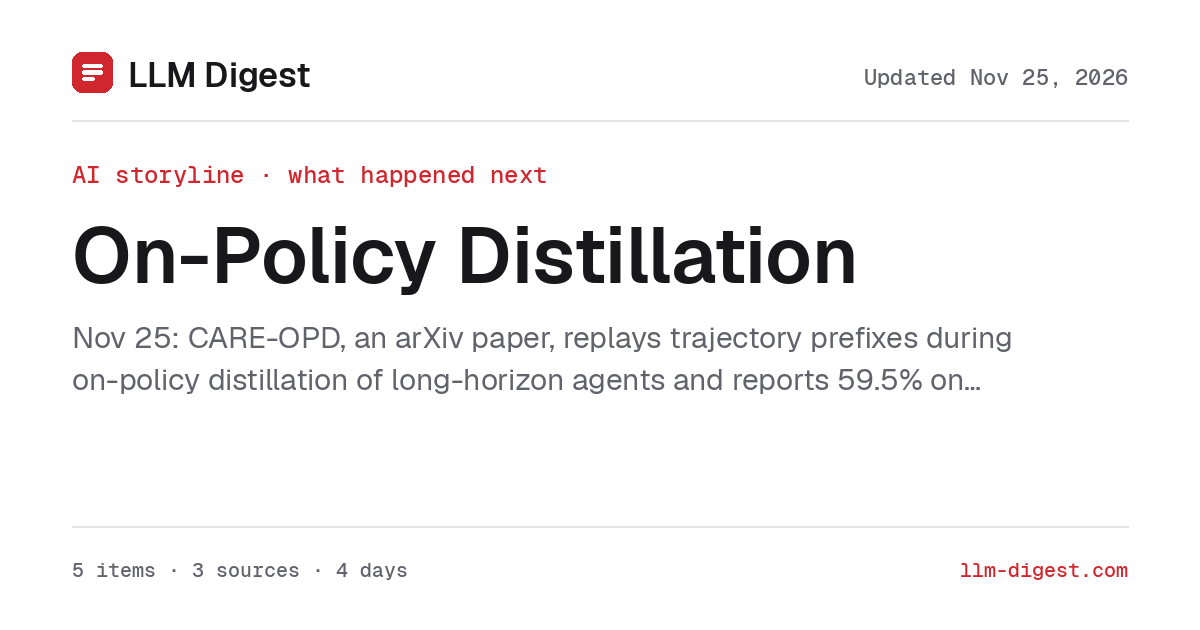 LLM Digest
Updated Nov 25, 2026
AI storyline · what happened next
On-Policy Distillation
Nov 25: CARE-OPD, an arXiv paper, replays trajectory prefixes during
on-policy distillation of long-horizon agents and reports 59.5% on…
5 items · 3 sources · 4 days
llm-digest.com